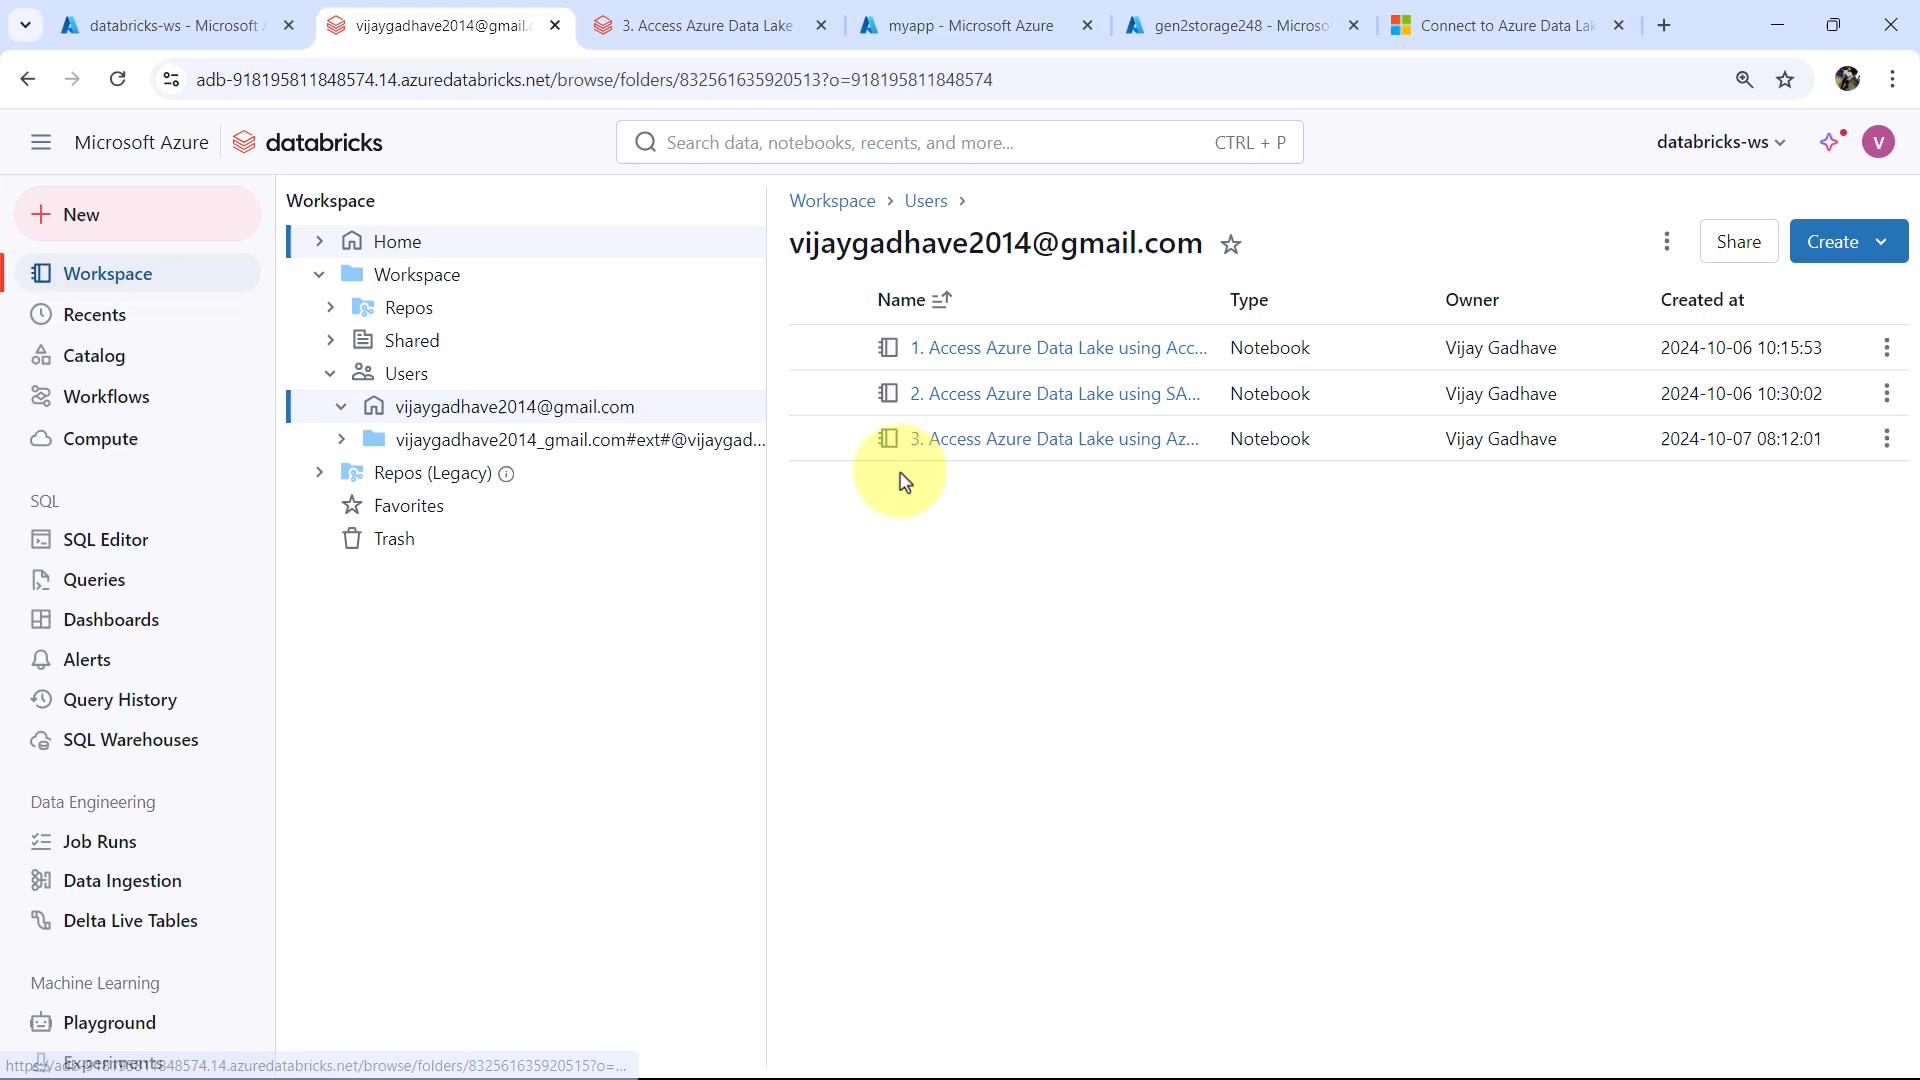 databricks-ws - Microsoft A
vijaygadhave2014@gmail.c
3. Access Azure Data Lake
myapp - Microsoft Azure
gen2storage248 - Microso
Connect to Azure Data Lak
adb-918195811848574.14.azuredatabricks.net/browse/folders/832561635920513?o=918195811848574
Microsoft Azure
databricks
Search data, notebooks, recents, and more...
CTRL + P
databricks-ws
V
New
Workspace
Recents
Catalog
Workflows
Compute
SQL
SQL Editor
Queries
Dashboards
Alerts
Query History
SQL Warehouses
Data Engineering
Job Runs
Data Ingestion
Delta Live Tables
Machine Learning
Playground
Experiments
Workspace
Home
Workspace
Repos
Shared
Users
vijaygadhave2014@gmail.com
vijaygadhave2014_gmail.com#ext#@vijaygad...
Repos (Legacy)
Favorites
Trash
Workspace > Users >
vijaygadhave2014@gmail.com
Share
Create
Name Type Owner Created at
1. Access Azure Data Lake using Acc... Notebook Vijay Gadhave 2024-10-06 10:15:53
2. Access Azure Data Lake using SA... Notebook Vijay Gadhave 2024-10-06 10:30:02
3. Access Azure Data Lake using Az... Notebook Vijay Gadhave 2024-10-07 08:12:01